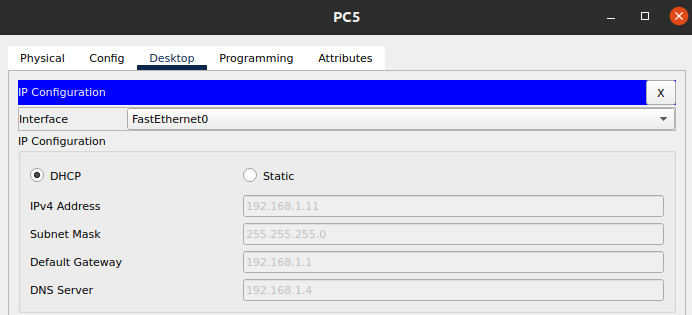 PC5
Physical Config Desktop Programming Attributes
IP Configuration X
Interface FastEthernet0
IP Configuration
DHCP Static
IPv4 Address 192.168.1.11
Subnet Mask 255.255.255.0
Default Gateway 192.168.1.1
DNS Server 192.168.1.4